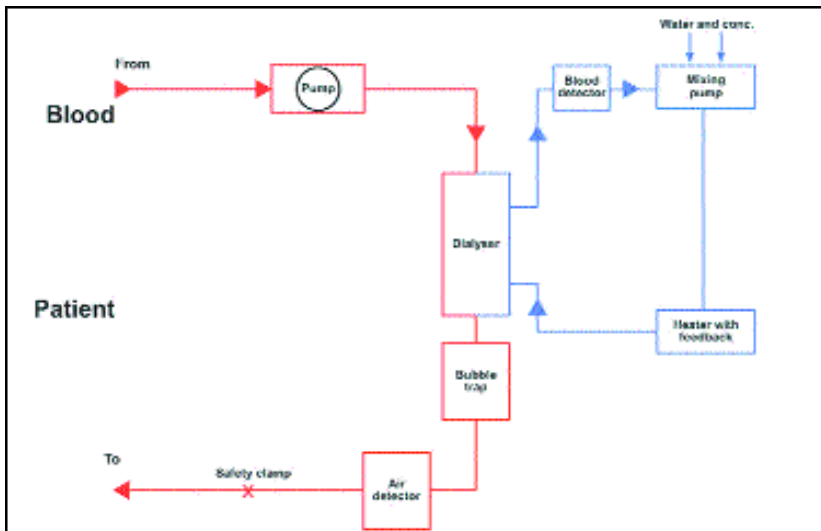 Water and conc.
From
Pump
Blood
detector
Mixing
pump
Blood
Dialyser
Patient
Heater with
feedback
Bubble
trap
To
Safety clamp
Air
detector